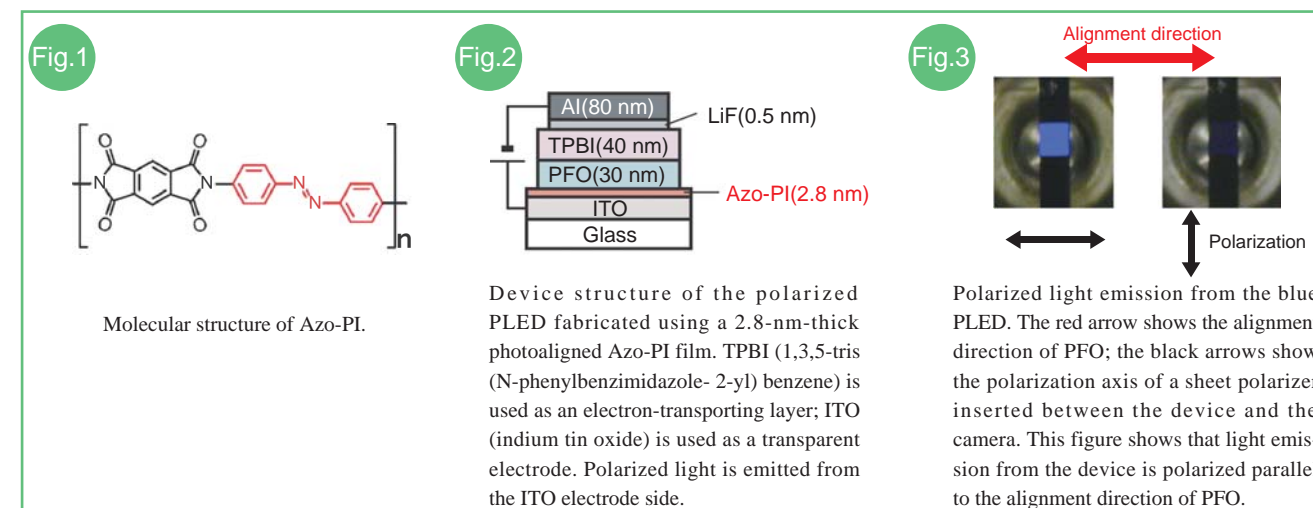 Fig.1
O
O
N
N
O
O
N
N
n
Molecular structure of Azo-PI.
Fig.2
Al(80 nm)
LiF(0.5 nm)
TPBI(40 nm)
PFO(30 nm)
Azo-PI(2.8 nm)
ITO
Glass
Device structure of the polarized
PLED fabricated using a 2.8-nm-thick
photoaligned Azo-PI film. TPBI (1,3,5-tris
(N-phenylbenzimidazole- 2-yl) benzene) is
used as an electron-transporting layer; ITO
(indium tin oxide) is used as a transparent
electrode. Polarized light is emitted from
the ITO electrode side.
Fig.3
Alignment direction
Polarization
Polarized light emission from the blue
PLED. The red arrow shows the alignmen
direction of PFO; the black arrows show
the polarization axis of a sheet polarizer
inserted between the device and the
camera. This figure shows that light emis
sion from the device is polarized paralle
to the alignment direction of PFO.